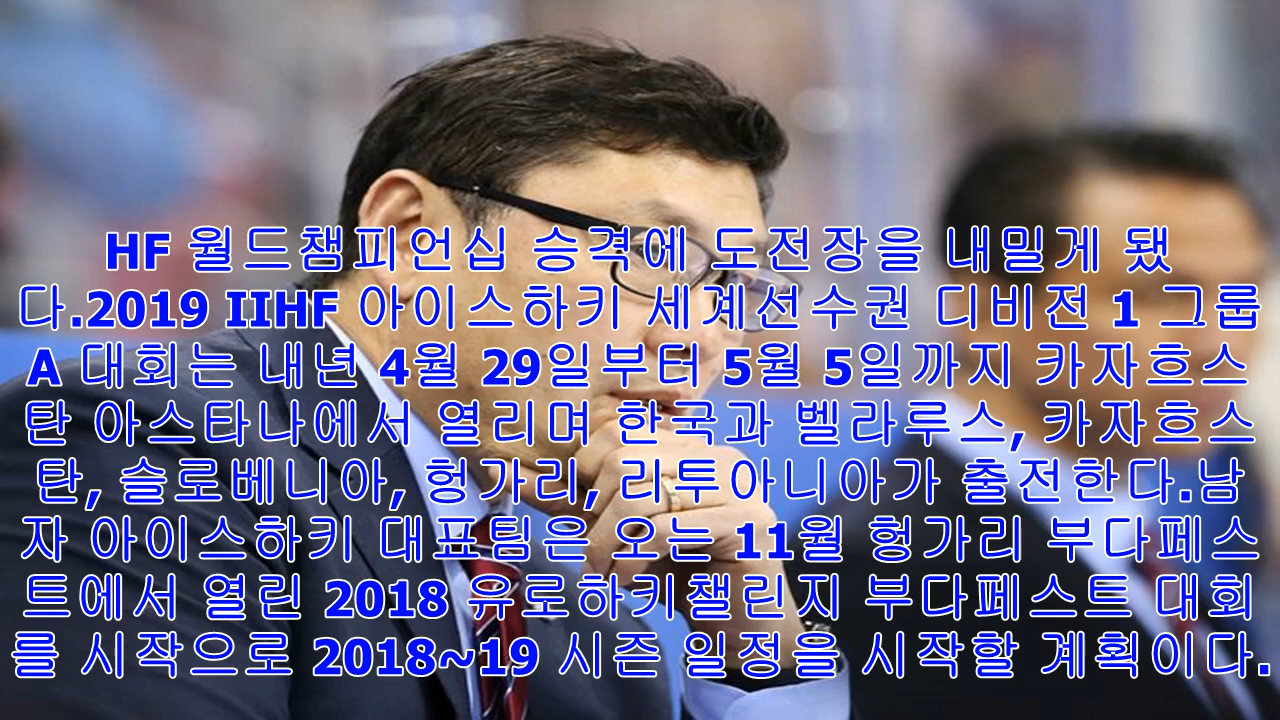 HF 월드챔피언십 승격에 도전장을 내밀게 됐
다.2019 IIHF 아이스하키 세계선수권 디비전 1 그룹
A 대회는 내년 4월 29일부터 5월 5일까지 카자흐스
탄 아스타나에서 열리며 한국과 벨라루스, 카자흐스
탄, 슬로베니아, 헝가리, 리투아니아가 출전한다.남
자 아이스하키 대표팀은 오는 11월 헝가리 부다페스
트에서 열린 2018 유로하키챌린지 부다페스트 대회
를 시작으로 2018~19 시즌 일정을 시작할 계획이다.